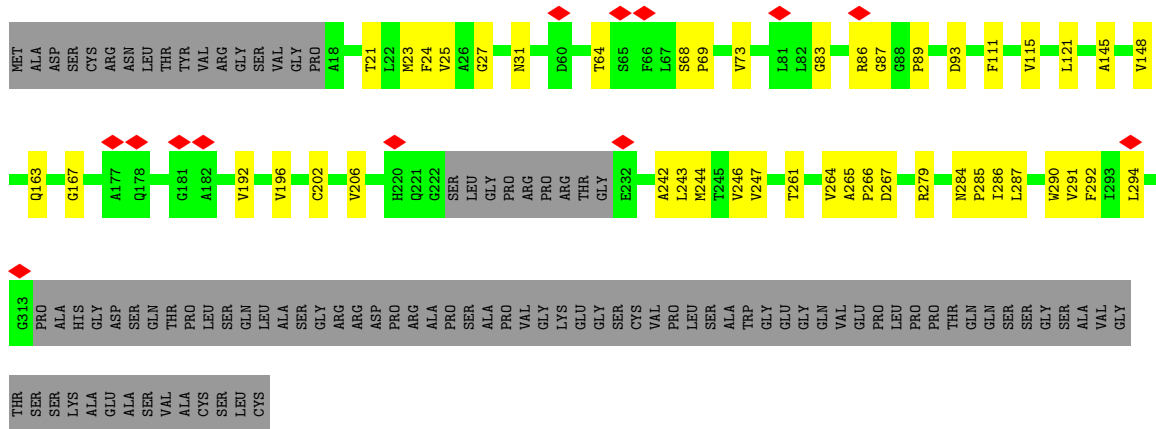 MET ALA ASP SER CYS ARG ASN LEU THR TYR VAL ARG GLY SER VAL GLY PRO A18 T21 L22 M23 F24 V25 A26 G27 N31 D60 T64 S65 F66 L67 S68 P69 V73 L81 L82 G83 R86 G87 G88 P89 D93 F111 V115 L121 A145 V148
Q163 G167 A177 Q178 G181 A182 V192 V196 C202 V206 H220 Q221 G222 SER LEU GLY PRO ARG PRO ARG THR GLY E232 A242 L243 M244 T245 V246 V247 T261 V264 A265 P266 D267 R279 N284 P285 I286 L287 W290 V291 F292 I293 L294
G313 PRO ALA HIS GLY ASP SER GLN THR PRO LEU SER GLN LEU ALA SER GLY ARG ARG ASP PRO ARG ALA PRO SER ALA PRO VAL GLY LYS GLU GLY SER CYS VAL PRO LEU SER ALA TRP GLY GLU GLY GLN VAL GLU PRO LEU PRO PRO THR GLN GLN SER SER GLY SER ALA VAL GLY
THR SER SER LYS ALA GLU ALA SER VAL ALA CYS SER LEU CYS